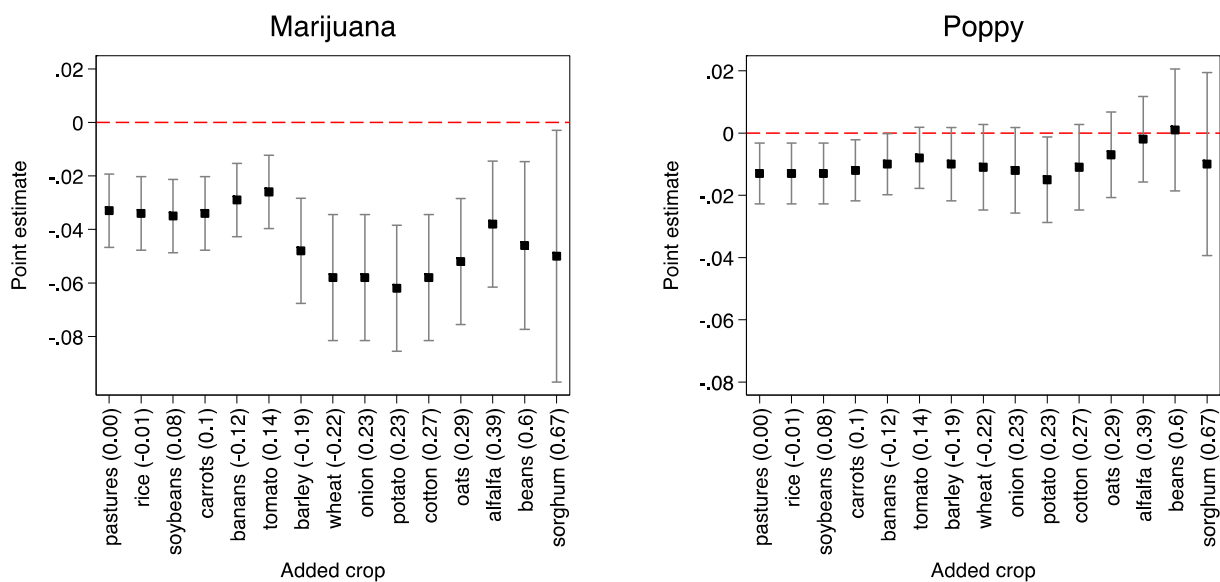 Marijuana
.02
0
-.02
-.04
-.06
-.08
Point estimate
pastures (0.00)
rice (-0.01)
soybeans (0.08)
carrots (0.1)
banans (-0.12)
tomato (0.14)
barley (-0.19)
wheat (-0.22)
onion (0.23)
potato (0.23)
cotton (0.27)
oats (0.29)
alfalfa (0.39)
beans (0.6)
sorghum (0.67)
Added crop
Poppy
.02
0
-.02
-.04
-.06
-.08
Point estimate
pastures (0.00)
rice (-0.01)
soybeans (0.08)
carrots (0.1)
banans (-0.12)
tomato (0.14)
barley (-0.19)
wheat (-0.22)
onion (0.23)
potato (0.23)
cotton (0.27)
oats (0.29)
alfalfa (0.39)
beans (0.6)
sorghum (0.67)
Added crop